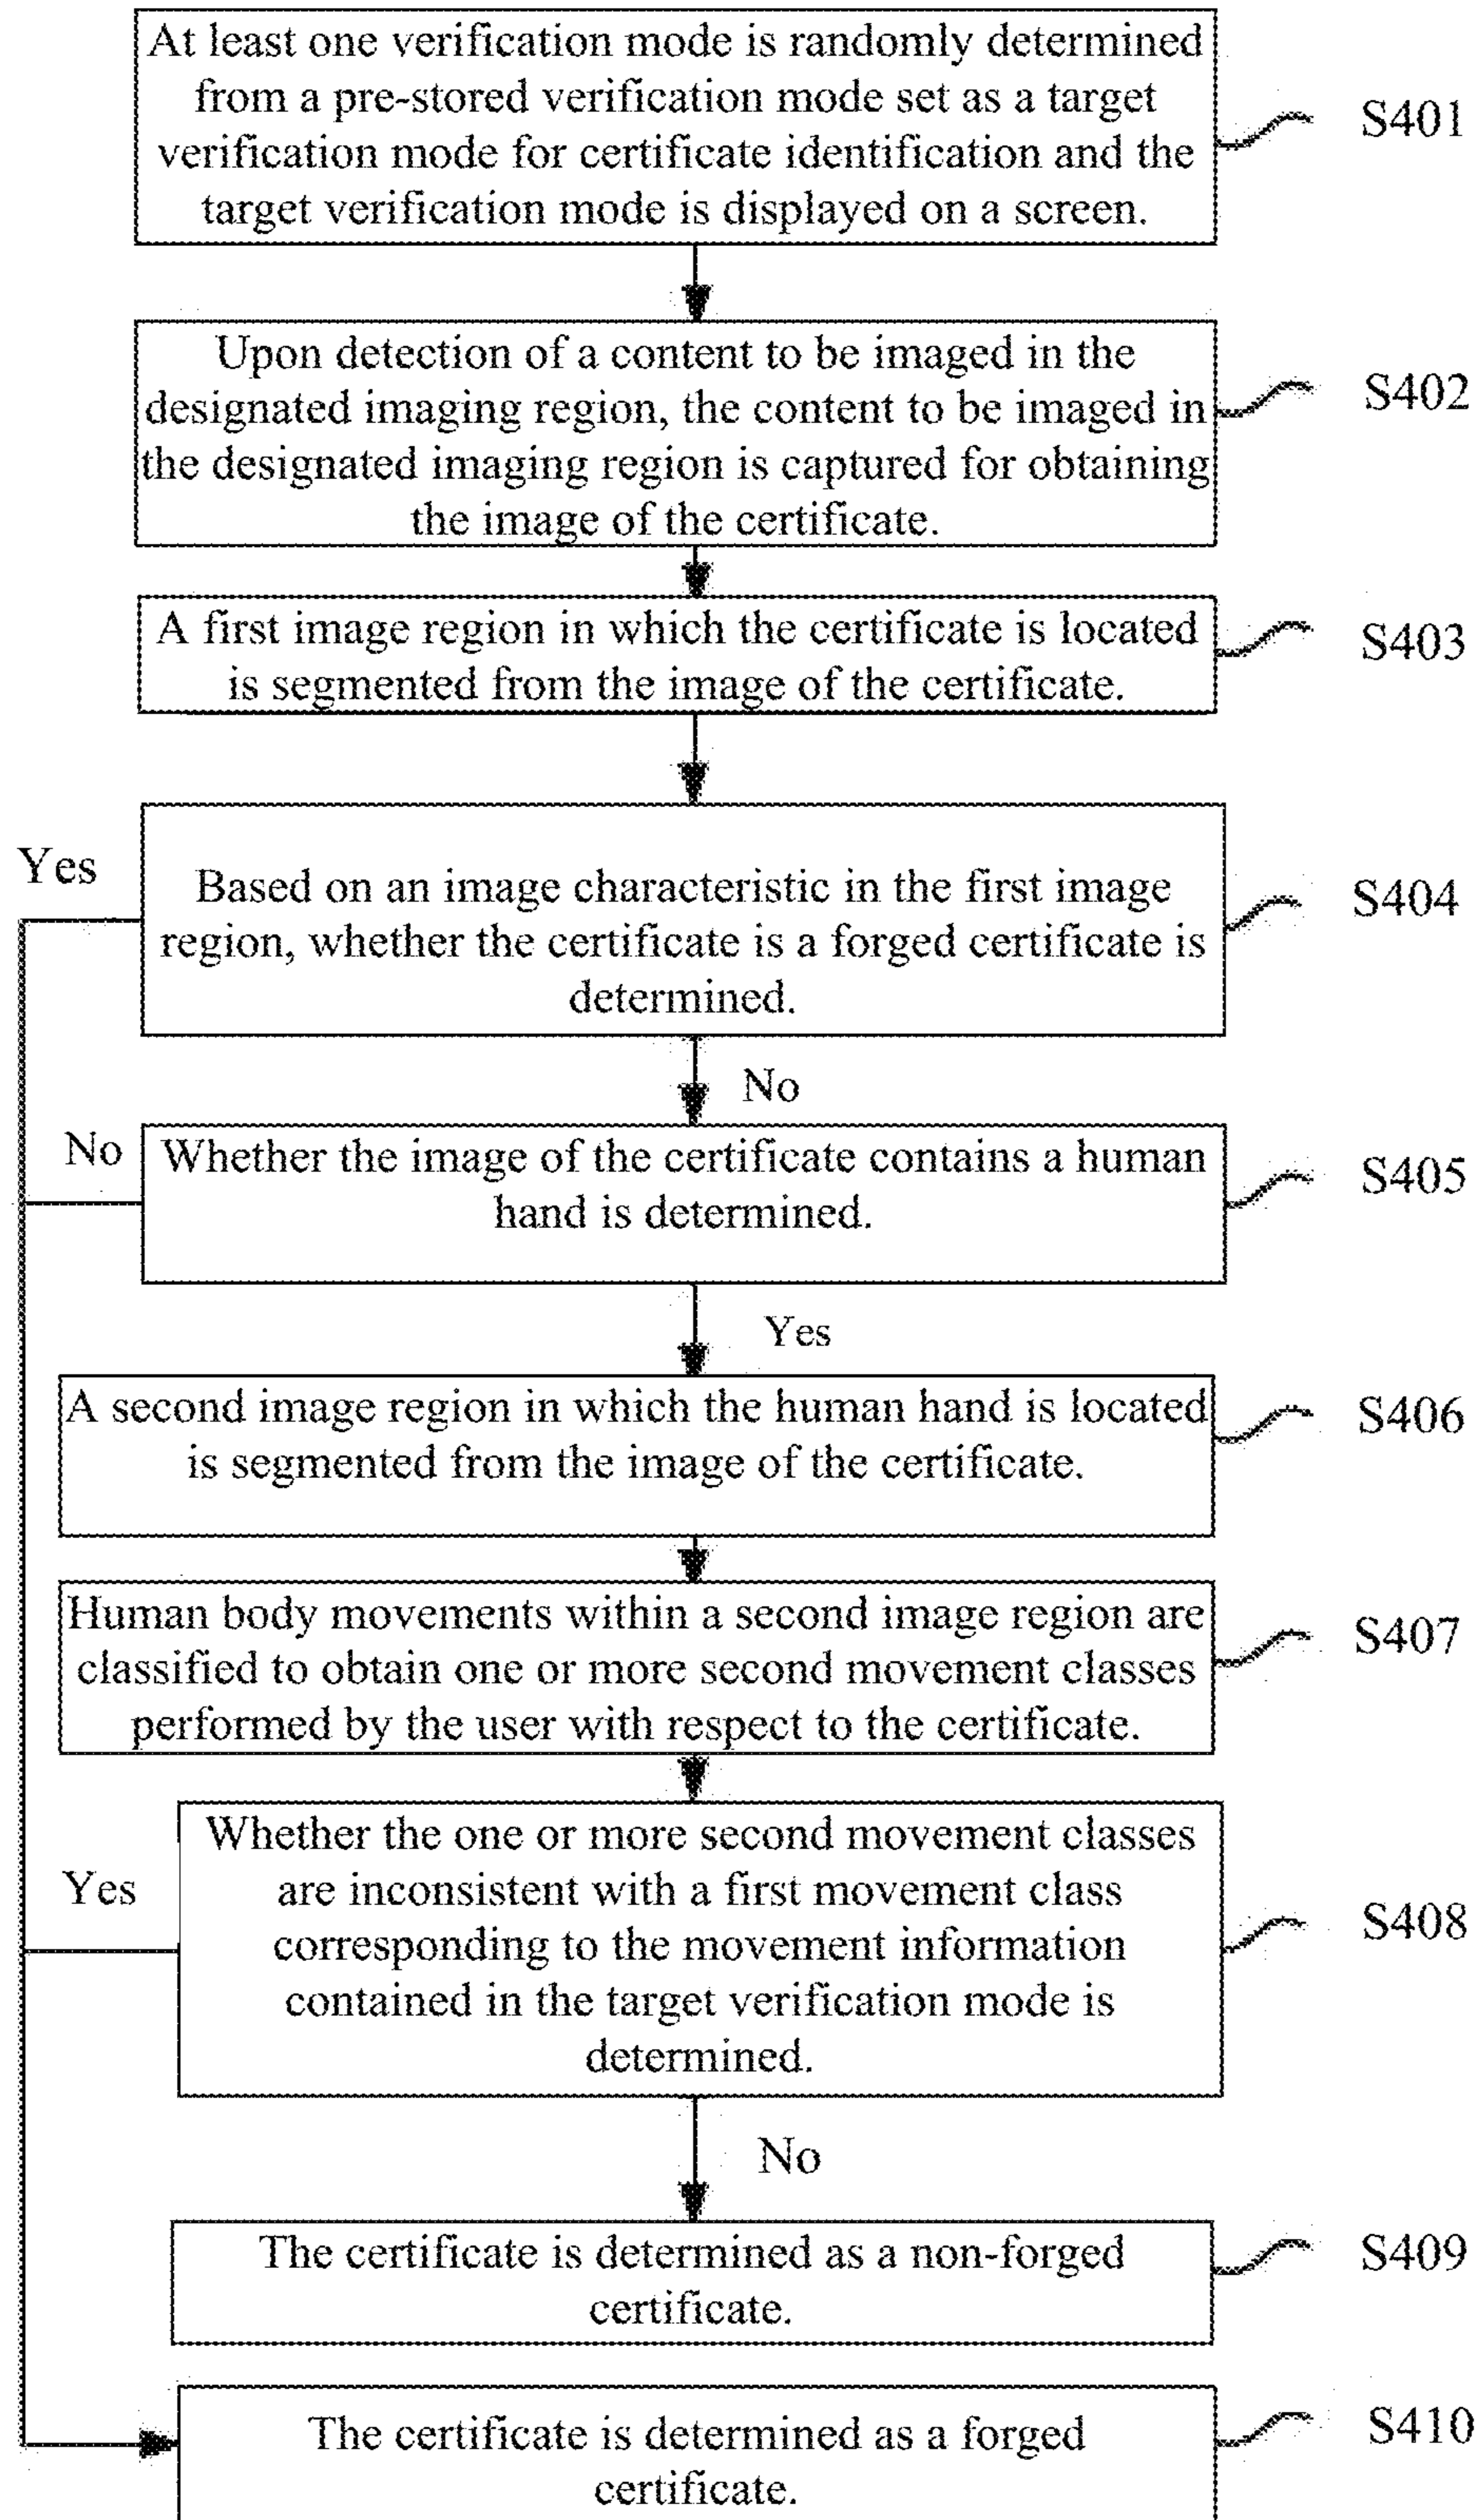 At least one verification mode is randomly determined
from a pre-stored verification mode set as a target
verification mode for certificate identification and the
target verification mode is displayed on a screen.
S401
Upon detection of a content to be imaged in the
designated imaging region, the content to be imaged in
the designated imaging region is captured for obtaining
the image of the certificate.
S402
A first image region in which the certificate is located
is segmented from the image of the certificate.
S403
Yes
Based on an image characteristic in the first image
region, whether the certificate is a forged certificate is
determined.
S404
No
No
Whether the image of the certificate contains a human
hand is determined.
S405
Yes
A second image region in which the human hand is located
is segmented from the image of the certificate.
S406
Human body movements within a second image region are
classified to obtain one or more second movement classes
performed by the user with respect to the certificate.
S407
Yes
Whether the one or more second movement classes
are inconsistent with a first movement class
corresponding to the movement information
contained in the target verification mode is
determined.
S408
No
The certificate is determined as a non-forged
certificate.
S409
The certificate is determined as a forged
certificate.
S410